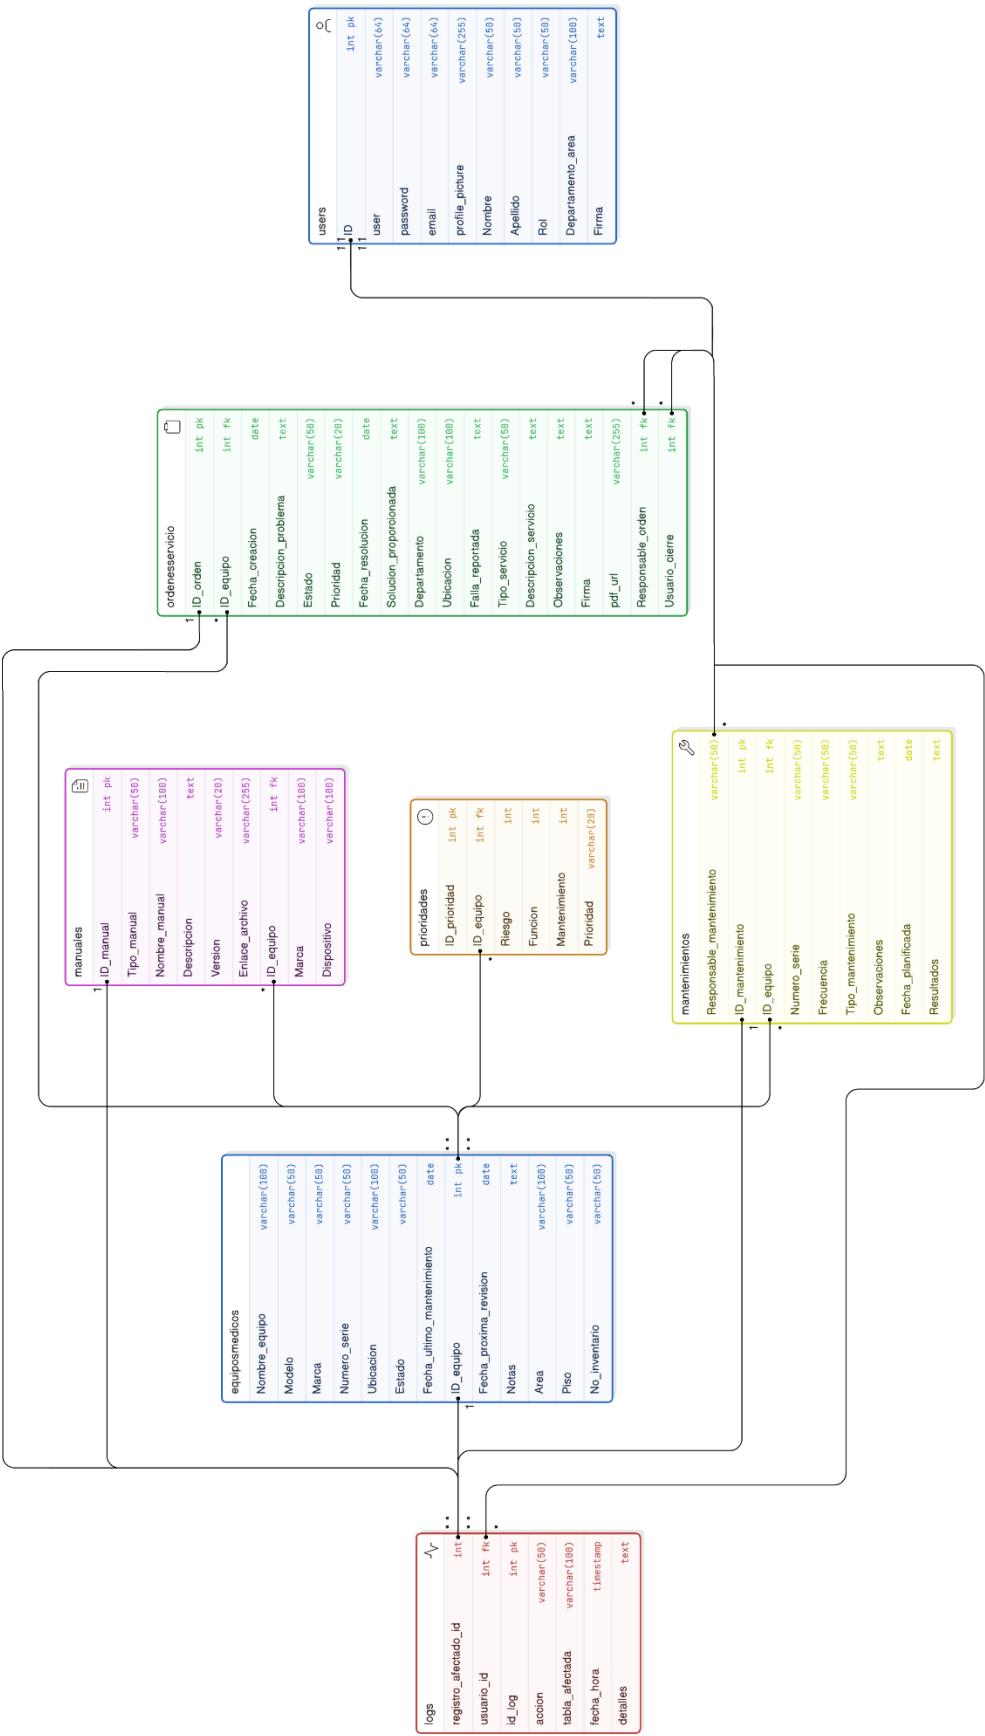 users
ID int pk
user varchar(64)
password varchar(64)
email varchar(64)
profile_picture varchar(255)
Nombre varchar(50)
Apellido varchar(50)
Rol varchar(50)
Departamento_area varchar(100)
Firma text
1 1
1 1
ordenesservicio
ID_orden int pk
ID_equipo int fk
Fecha_creacion date
Descripcion_problema text
Estado varchar(50)
Prioridad varchar(20)
Fecha_resolucion date
Solucion_proporcionada text
Departamento varchar(100)
Ubicacion varchar(100)
Falla_reportada text
Tipo_servicio varchar(50)
Descripcion_servicio text
Observaciones text
Firma text
pdf_url varchar(255)
Responsable_orden int fk
Usuario_cierre int fk
1
*
*
*
manuales
ID_manual int pk
Tipo_manual varchar(50)
Nombre_manual varchar(100)
Descripcion text
Version varchar(20)
Enlace_archivo varchar(255)
ID_equipo int fk
Marca varchar(100)
Dispositivo varchar(100)
1
*
prioridades
ID_prioridad int pk
ID_equipo int fk
Riesgo int
Funcion int
Mantenimiento int
Prioridad varchar(20)
*
mantenimientos
Responsable_mantenimiento varchar(50)
ID_mantenimiento int pk
ID_equipo int fk
Numero_serie varchar(50)
Frecuencia varchar(50)
Tipo_mantenimiento varchar(50)
Observaciones text
Fecha_planificada date
Resultados text
*
1
*
equiposmedicos
Nombre_equipo varchar(100)
Modelo varchar(50)
Marca varchar(50)
Numero_serie varchar(50)
Ubicacion varchar(100)
Estado varchar(50)
Fecha_ultimo_mantenimiento date
ID_equipo int pk
Fecha_proxima_revision date
Notas text
Area varchar(100)
Piso varchar(50)
No_inventario varchar(50)
* *
* *
1
logs
registro_afectado_id int
usuario_id int fk
id_log int pk
accion varchar(50)
tabla_afectada varchar(100)
fecha_hora timestamp
detalles text
* *
* *
*